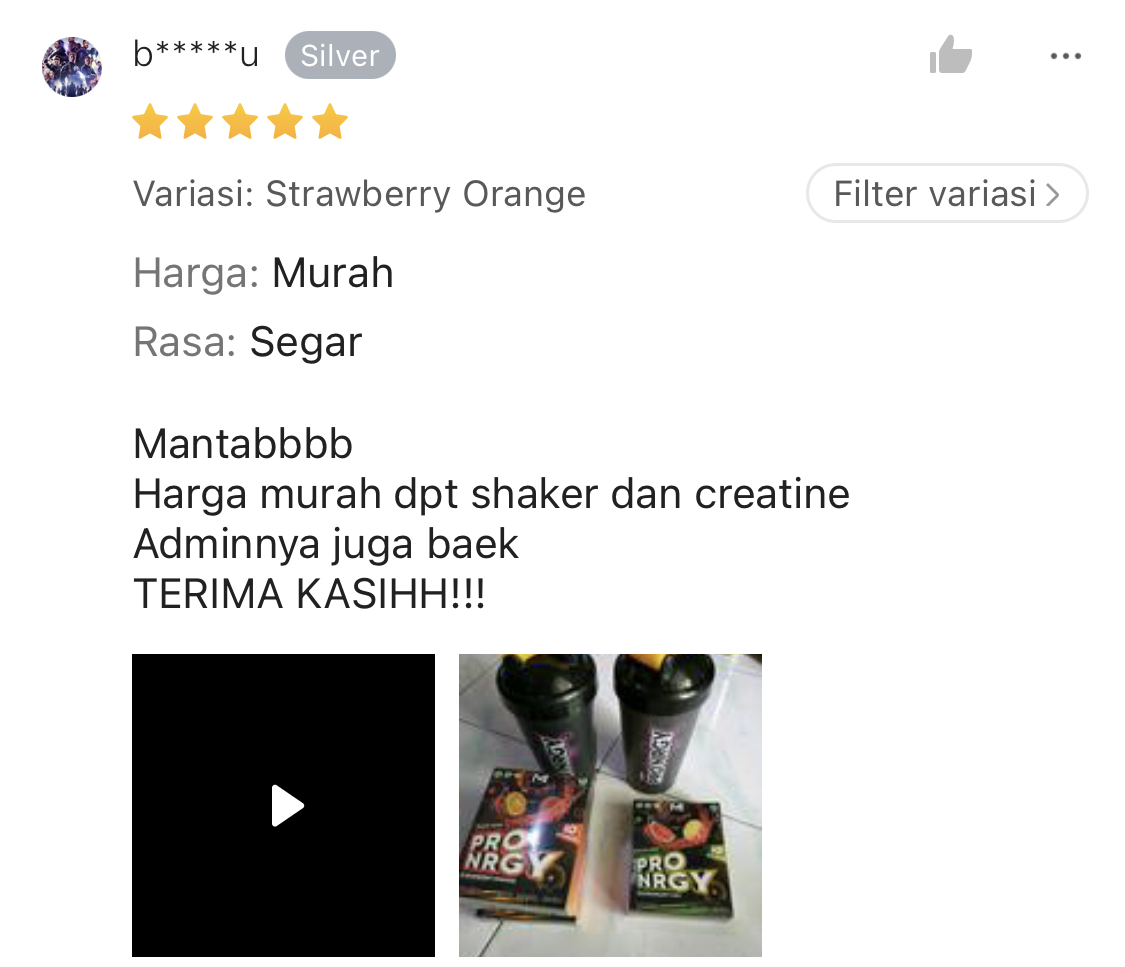 b*****u
Silver
Variasi: Strawberry Orange
Filter variasi >
Harga: Murah
Rasa: Segar
Mantabbbb
Harga murah dpt shaker dan creatine
Adminnya juga baek
TERIMA KASIHH!!!
PRO
NRGY
PRO
NRGY